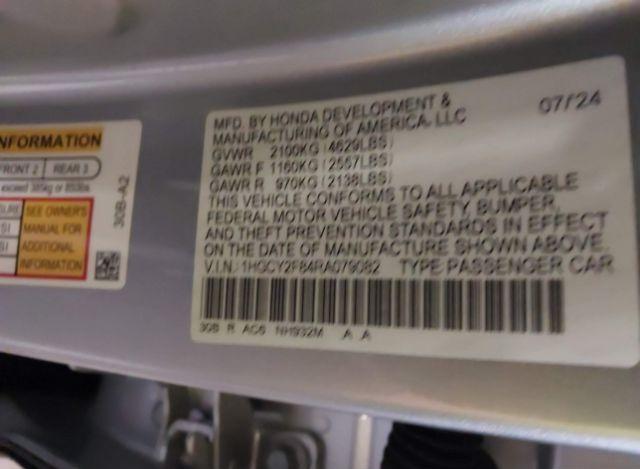 NFORMATION
FRONT 2 REAR 3
exceed 385kg or 850lbs
SEE OWNER'S
MANUAL FOR
ADDITIONAL
INFORMATION
30B-A2
MFD. BY HONDA DEVELOPMENT & 07/'24
MANUFACTURING OF AMERICA, LLC
GVWR 2100KG (4629LBS)
GAWR F 1160KG (2557LBS)
GAWR R 970KG (2138LBS)
THIS VEHICLE CONFORMS TO ALL APPLICABLE
FEDERAL MOTOR VEHICLE SAFETY, BUMPER,
AND THEFT PREVENTION STANDARDS IN EFFECT
ON THE DATE OF MANUFACTURE SHOWN ABOVE.
V.I.N.: 1HGCY2F84RA079082 TYPE PASSENGER CAR
30B R AC6 NH932M A A